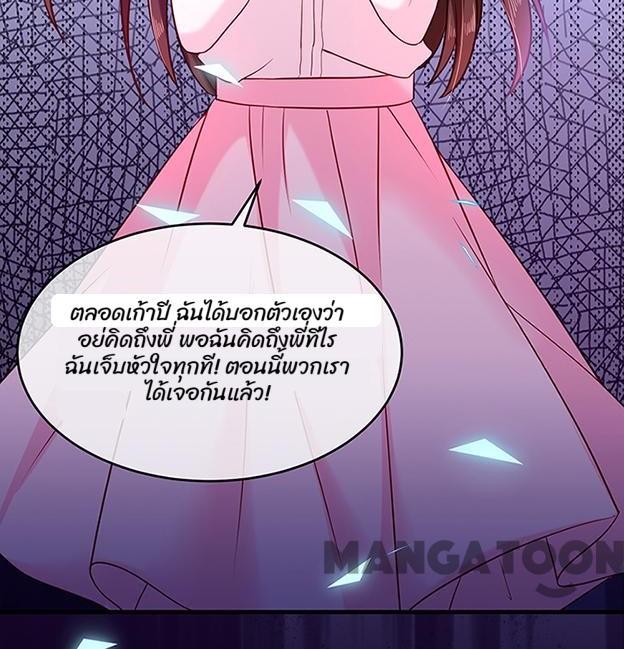 ตลอดเก้าปี ฉันได้บอกตัวเองว่า
อย่คิดถึงพี่ พอฉันคิดถึงพี่ทีไร
ฉันเจ็บหัวใจทุกที! ตอนนี้พวกเรา
ได้เจอกันแล้ว!
MANGATOON